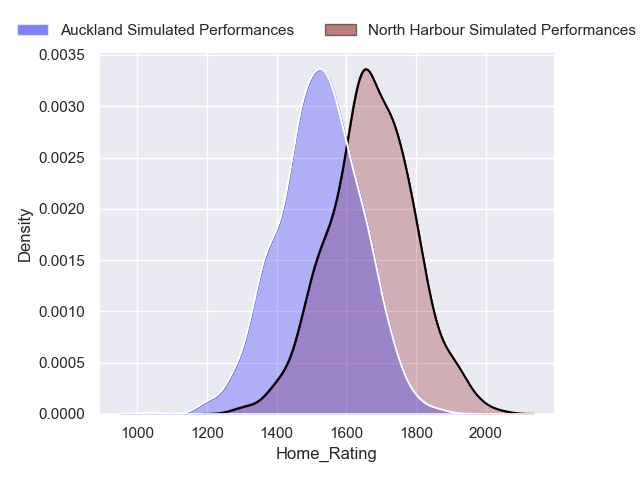 Auckland Simulated Performances
North Harbour Simulated Performances
0.0035
0.0030
0.0025
0.0020
0.0015
0.0010
0.0005
0.0000
Density
1000 1200 1400 1600 1800 2000
Home_Rating